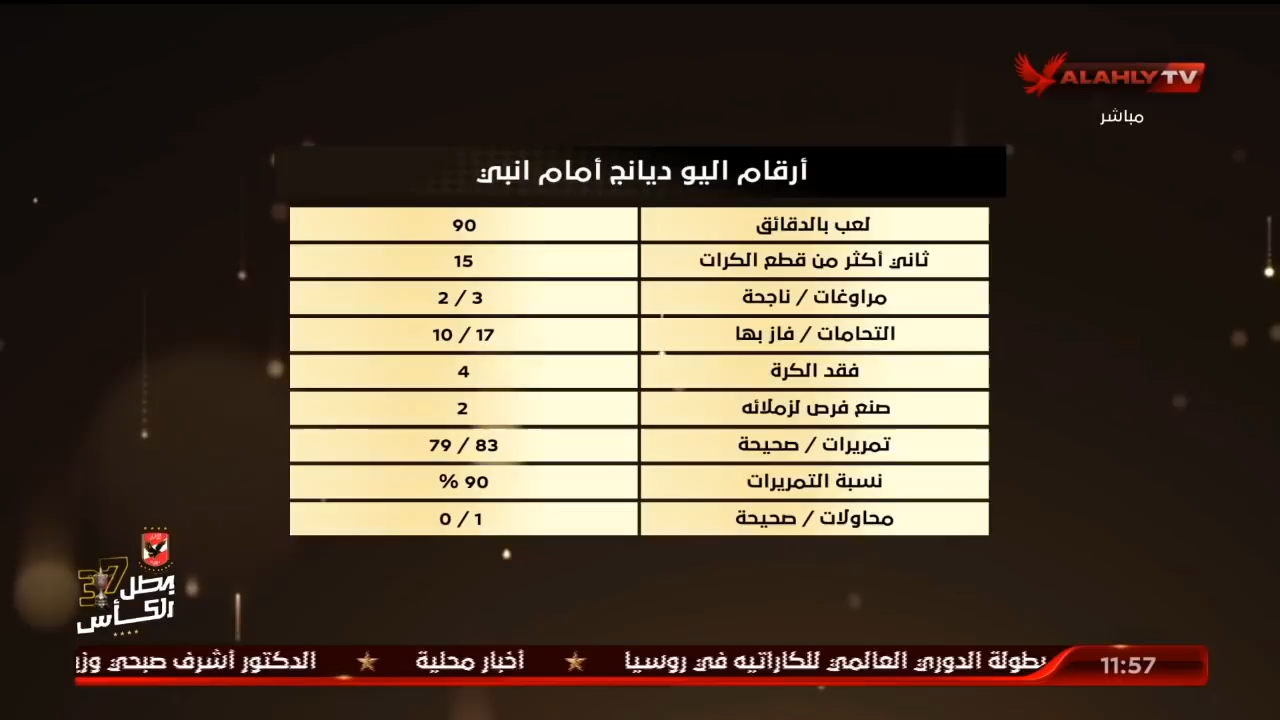 ALAHLY TV
مباشر
أرقام اليو ديانج أمام انبي
لعب بالدقائق 90
ثاني أكثر من قطع الكرات 15
مراوغات / ناجحة 3 / 2
التحامات / فاز بها 17 / 10
فقد الكرة 4
صنع فرص لزملائه 2
تمريرات / صحيحة 83 / 79
نسبة التمريرات 90 %
محاولات / صحيحة 1 / 0
37
بطل
الكأس
11:57 بطولة الدوري العالمي للكاراتيه في روسيا أخبار محلية الدكتور أشرف صبحي وزي